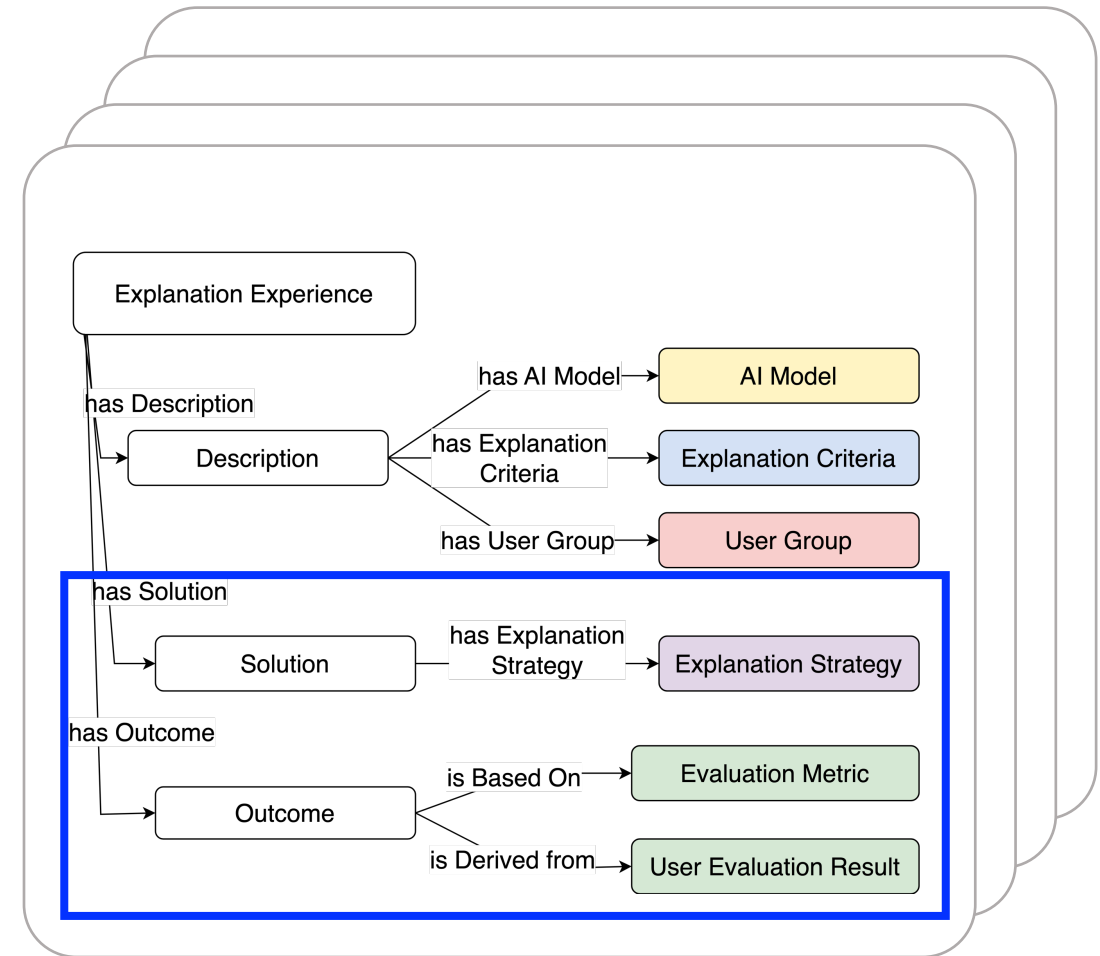 Explanation Experience
has AI Model
AI Model
has Description
Description
has Explanation
Criteria
Explanation Criteria
has User Group
User Group
has Solution
Solution
has Explanation
Strategy
Explanation Strategy
has Outcome
Outcome
is Based On
Evaluation Metric
is Derived from
User Evaluation Result